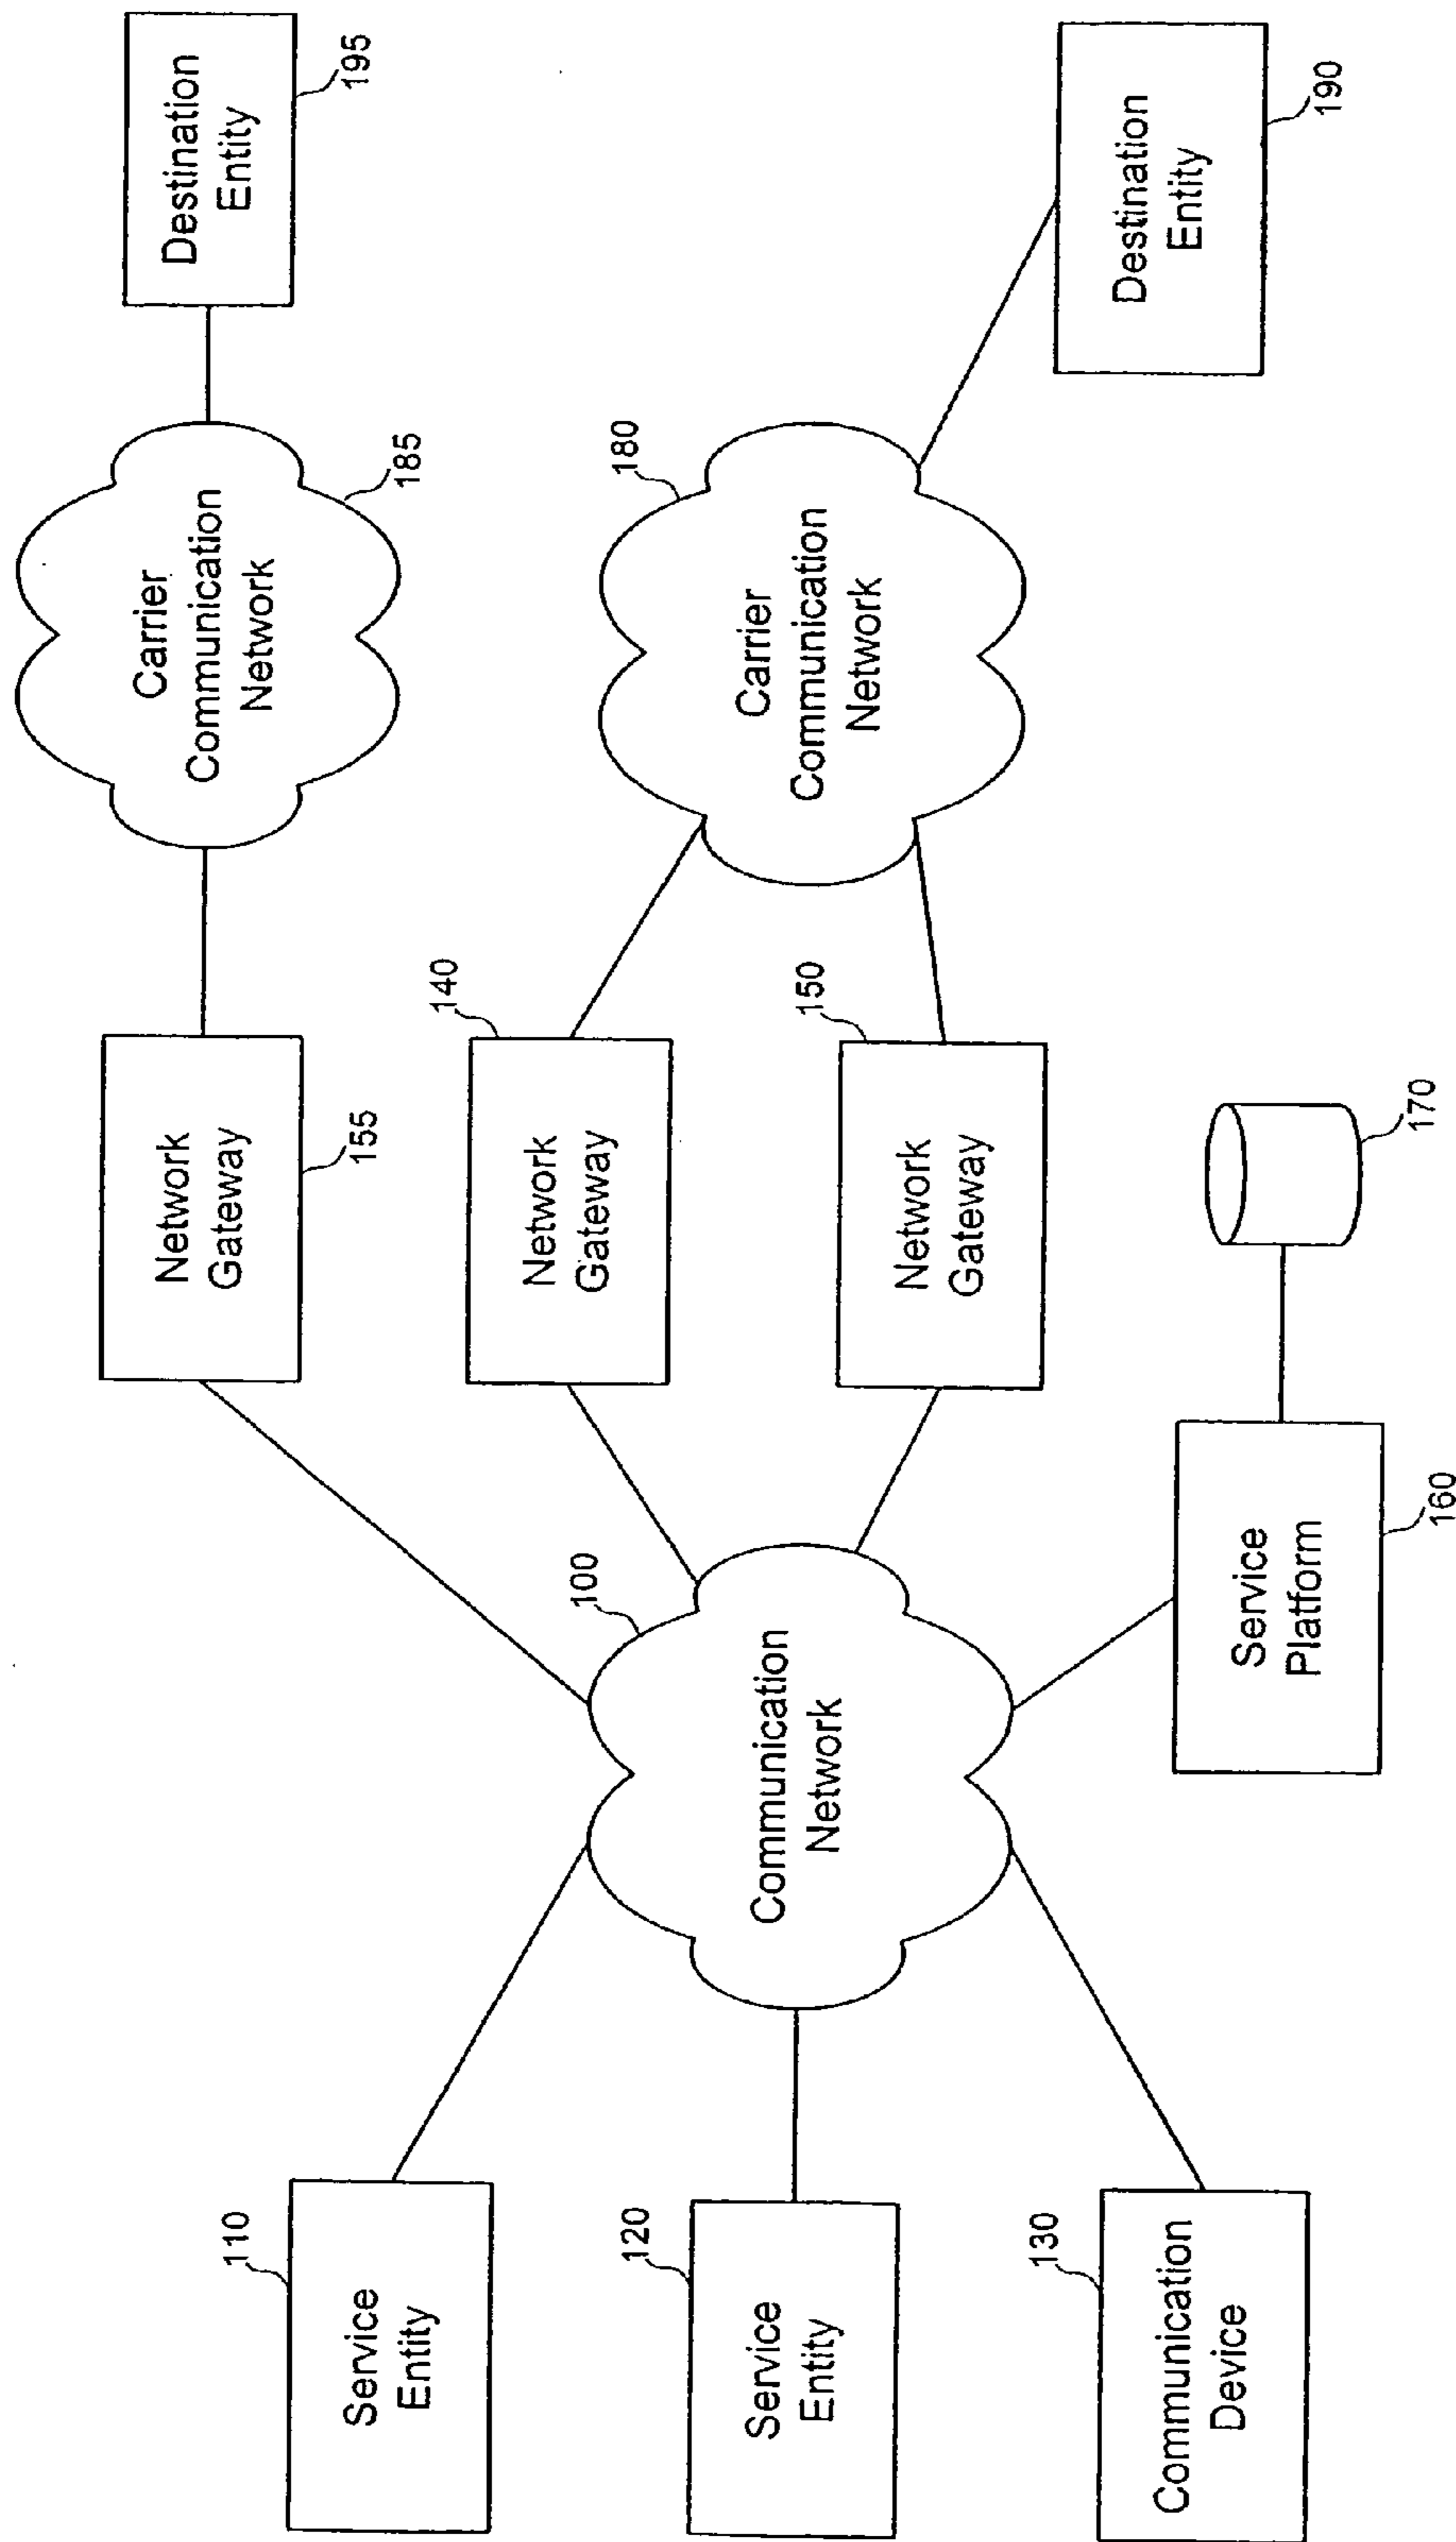 110
Service
Entity
120
Service
Entity
130
Communication
Device
100
Communication
Network
155
Network
Gateway
140
Network
Gateway
150
Network
Gateway
Service
Platform
160
170
Carrier
Communication
Network
185
180
Carrier
Communication
Network
Destination
Entity
195
Destination
Entity
190